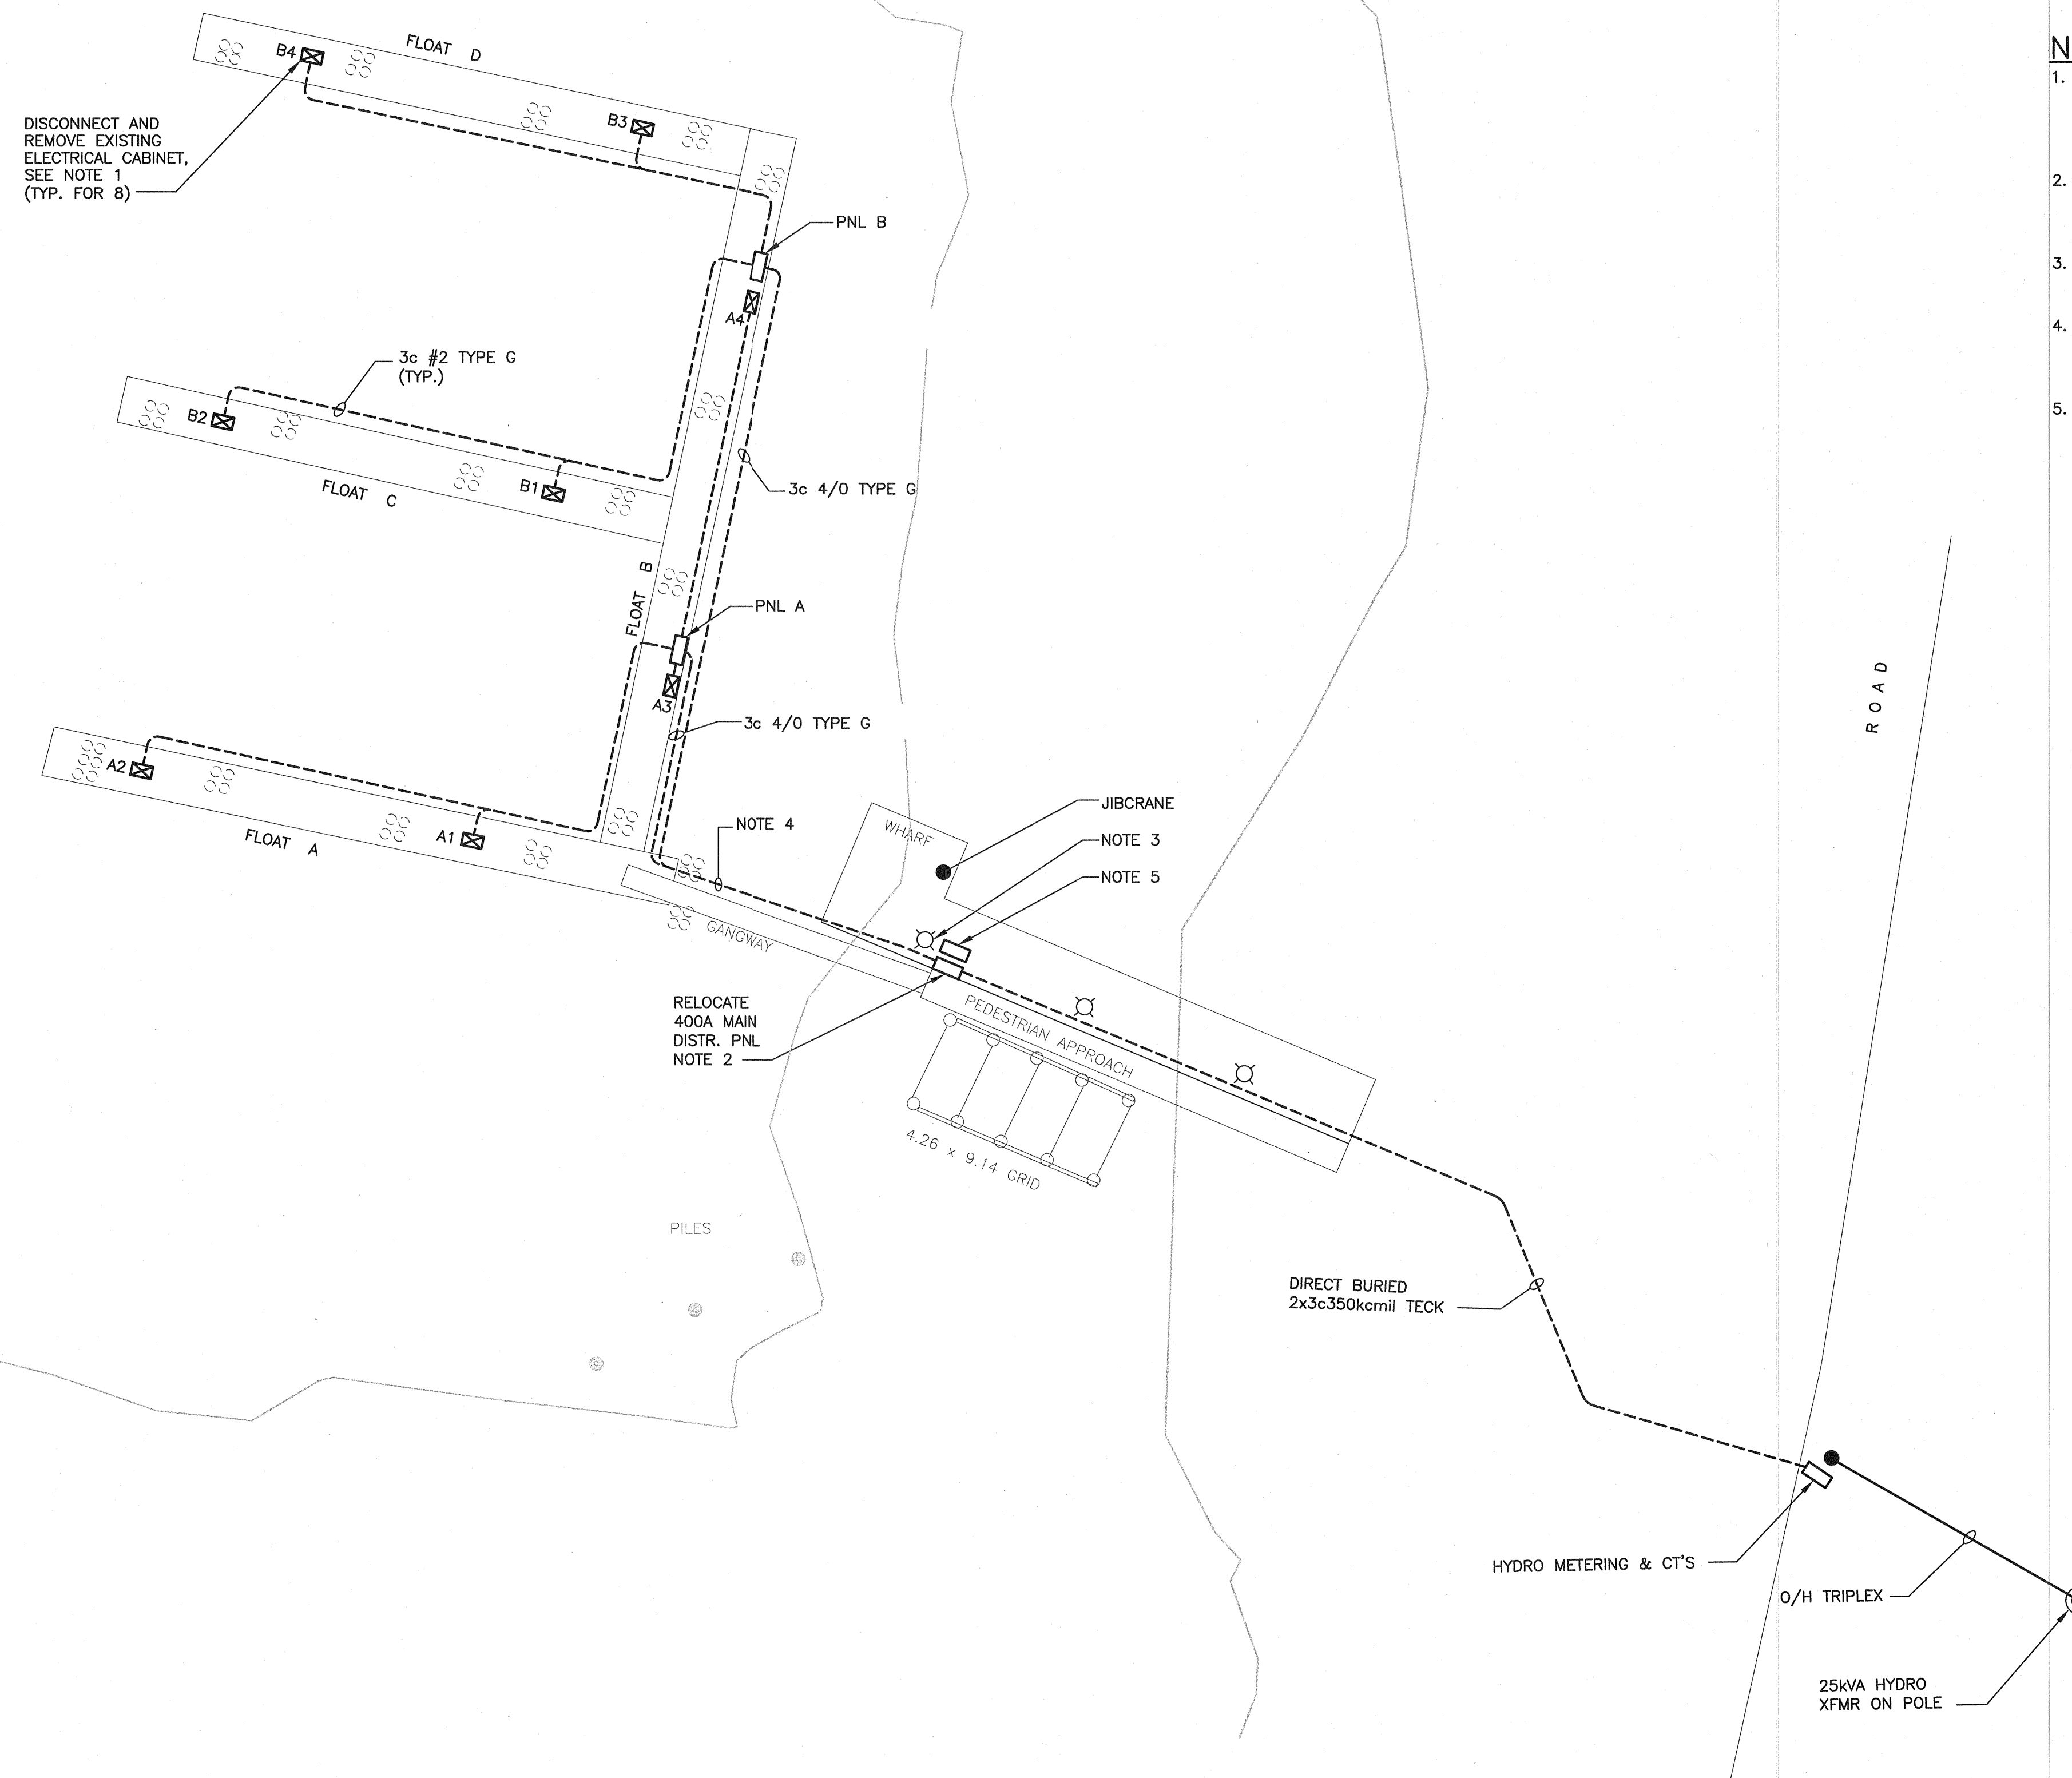 FLOAT D
B4
B3
DISCONNECT AND
REMOVE EXISTING
ELECTRICAL CABINET,
SEE NOTE 1
(TYP. FOR 8)
PNL B
A4
3c #2 TYPE G
(TYP.)
B2
B1
FLOAT C
3c 4/0 TYPE G
FLOAT B
PNL A
A3
3c 4/0 TYPE G
A2
A1
FLOAT A
NOTE 4
WHARF
JIBCRANE
NOTE 3
NOTE 5
GANGWAY
RELOCATE
400A MAIN
DISTR. PNL
NOTE 2
PEDESTRIAN APPROACH
4.26 x 9.14 GRID
PILES
DIRECT BURIED
2x3c350kcmil TECK
ROAD
HYDRO METERING & CT'S
O/H TRIPLEX
25kVA HYDRO
XFMR ON POLE
N
1.
2.
3.
4.
5.